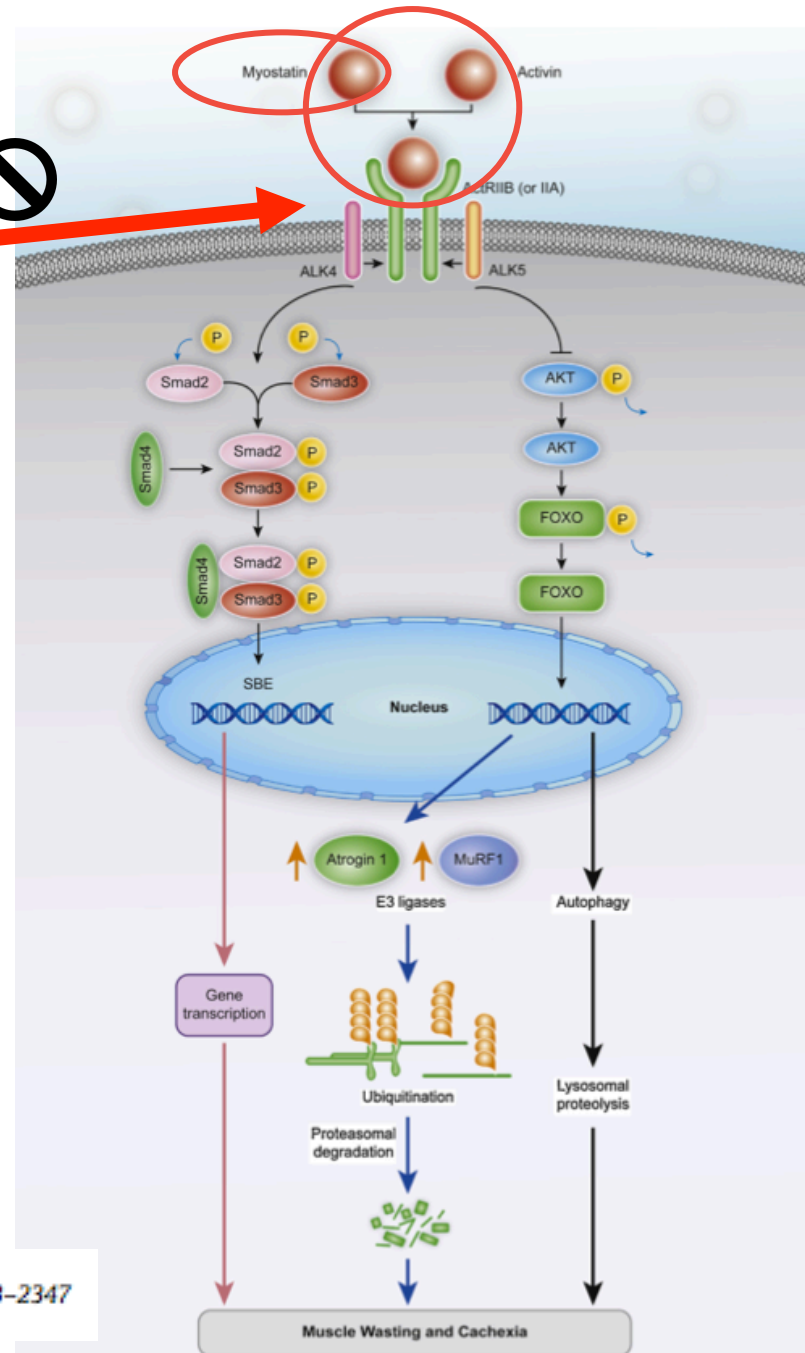 Myostatin
Activin
ActRIIB (or IIA)
ALK4
ALK5
P
P
Smad2
Smad3
AKT
P
Smad4
Smad2
P
Smad3
P
AKT
FOXO
P
Smad4
Smad2
P
Smad3
P
FOXO
SBE
Nucleus
Atrogin 1
MuRF1
E3 ligases
Autophagy
Gene
transcription
Ubiquitination
Lysosomal
proteolysis
Proteasomal
degradation
–2347
Muscle Wasting and Cachexia